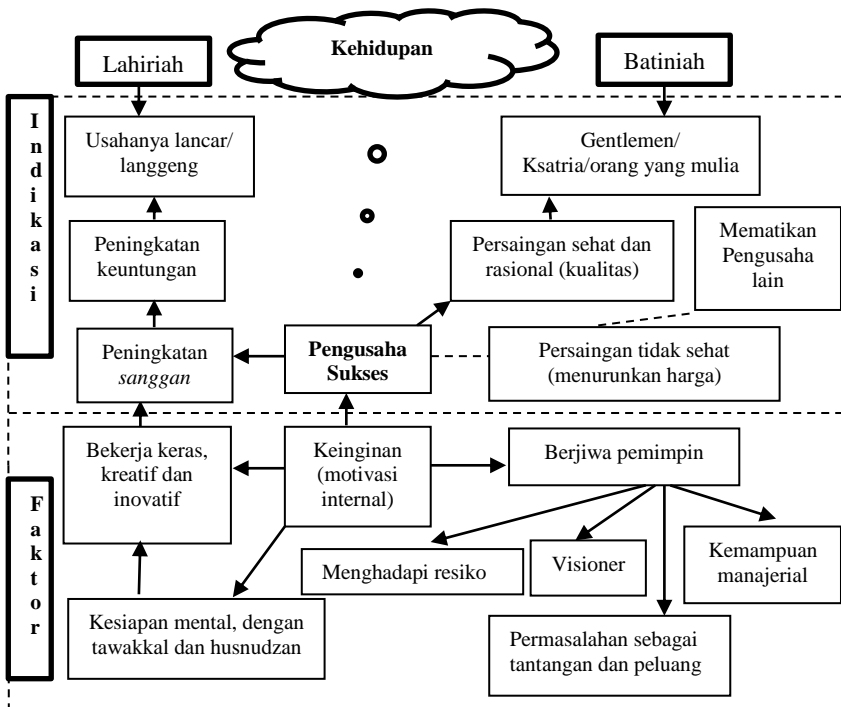 Kehidupan
Lahiriah
Batiniah
Indikasi
Usahanya lancar/
langgeng
Gentlemen/
Ksatria/orang yang mulia
Peningkatan
keuntungan
Persaingan sehat dan
rasional (kualitas)
Mematikan
Pengusaha
lain
Peningkatan
sanggan
Pengusaha
Sukses
Persaingan tidak sehat
(menurunkan harga)
Faktor
Bekerja keras,
kreatif dan
inovatif
Keinginan
(motivasi
internal)
Berjiwa pemimpin
Menghadapi resiko
Visioner
Kemampuan
manajerial
Kesiapan mental, dengan
tawakkal dan husnudzan
Permasalahan sebagai
tantangan dan peluang